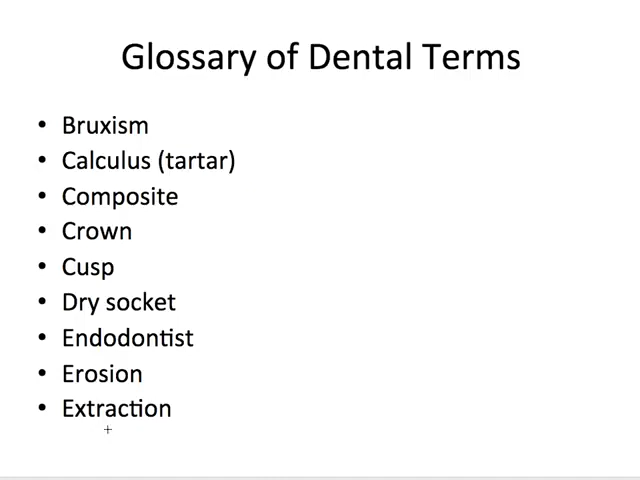 Glossary of Dental Terms
• Bruxism
• Calculus (tartar)
• Composite
• Crown
• Cusp
• Dry socket
• Endodontist
• Erosion
• Extraction